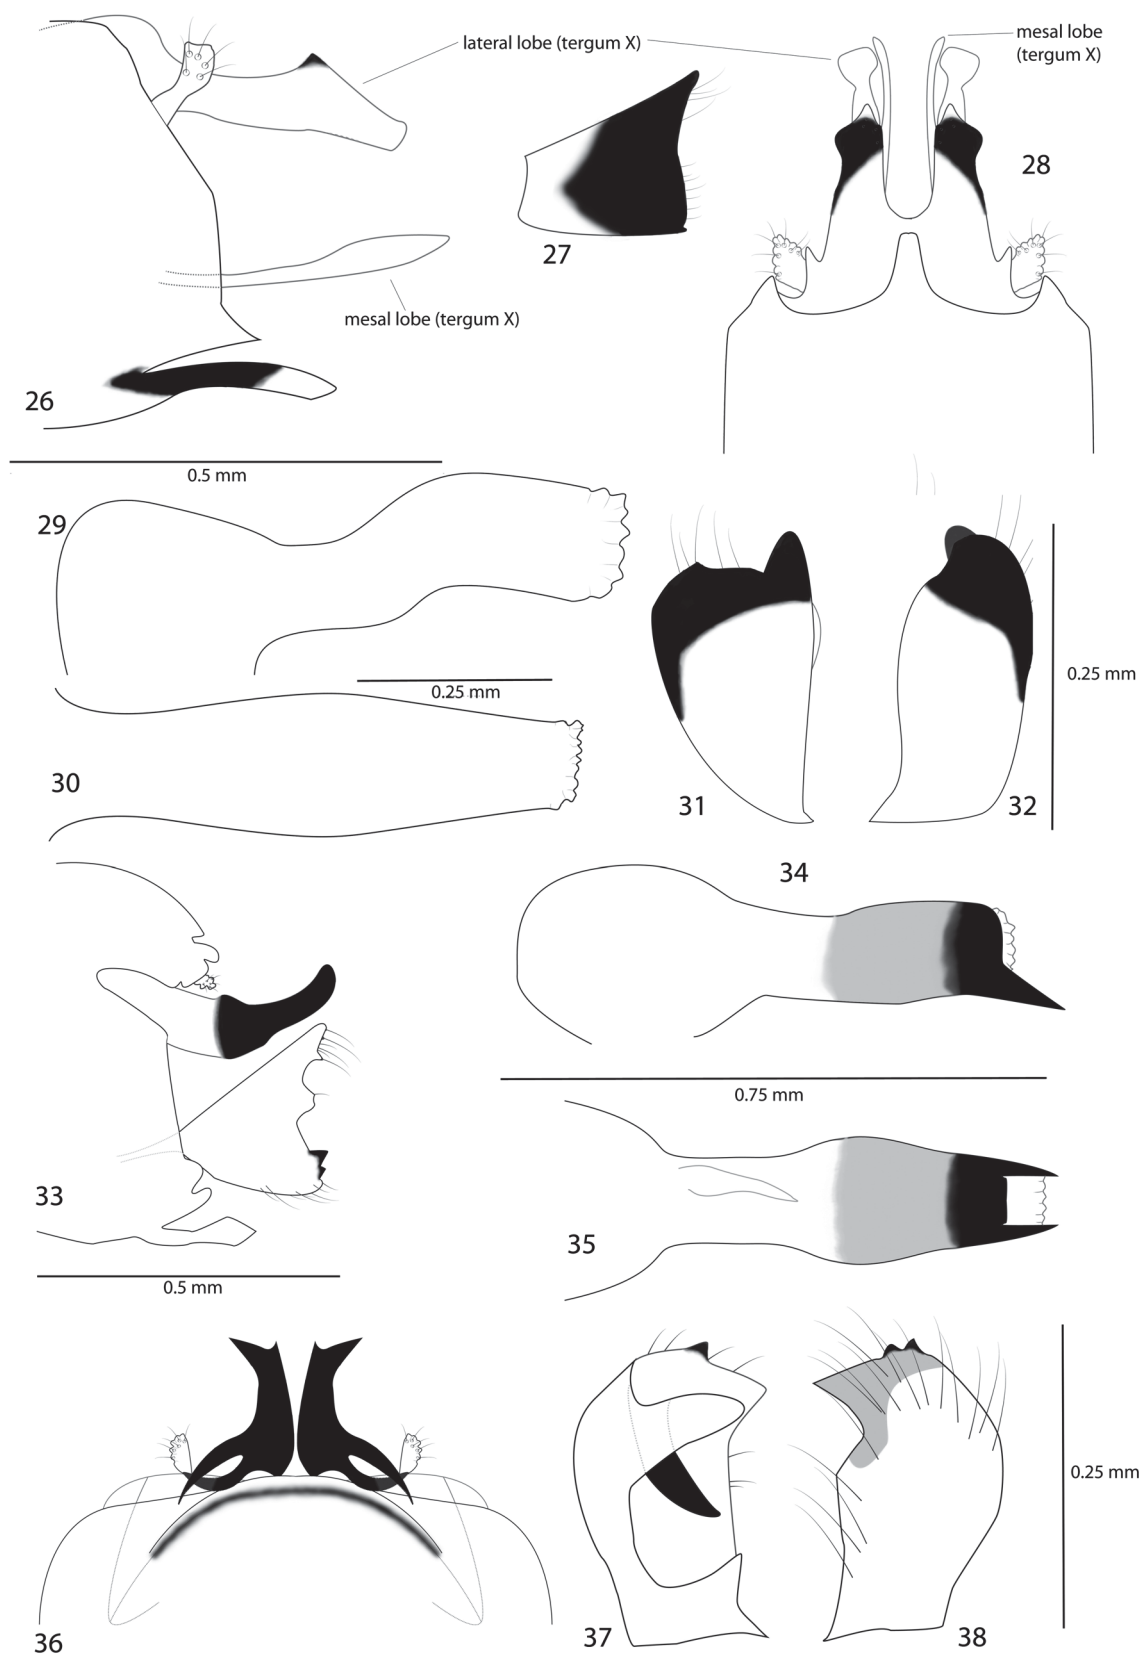 lateral lobe (tergum X)
mesal lobe
(tergum X)
28
27
mesal lobe (tergum X)
26
0.5 mm
29
0.25 mm
0.25 mm
30
31
32
34
0.75 mm
33
35
0.5 mm
0.25 mm
36
37
38